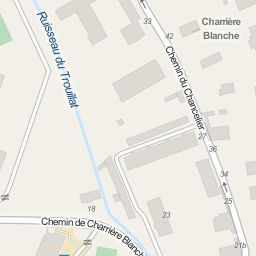 33
42
Charrière
Blanche
Ruisseau du Trouillat
Chemin du Chancelier
27
36
34
25
18
Chemin de Charrière Blanche
23
21b